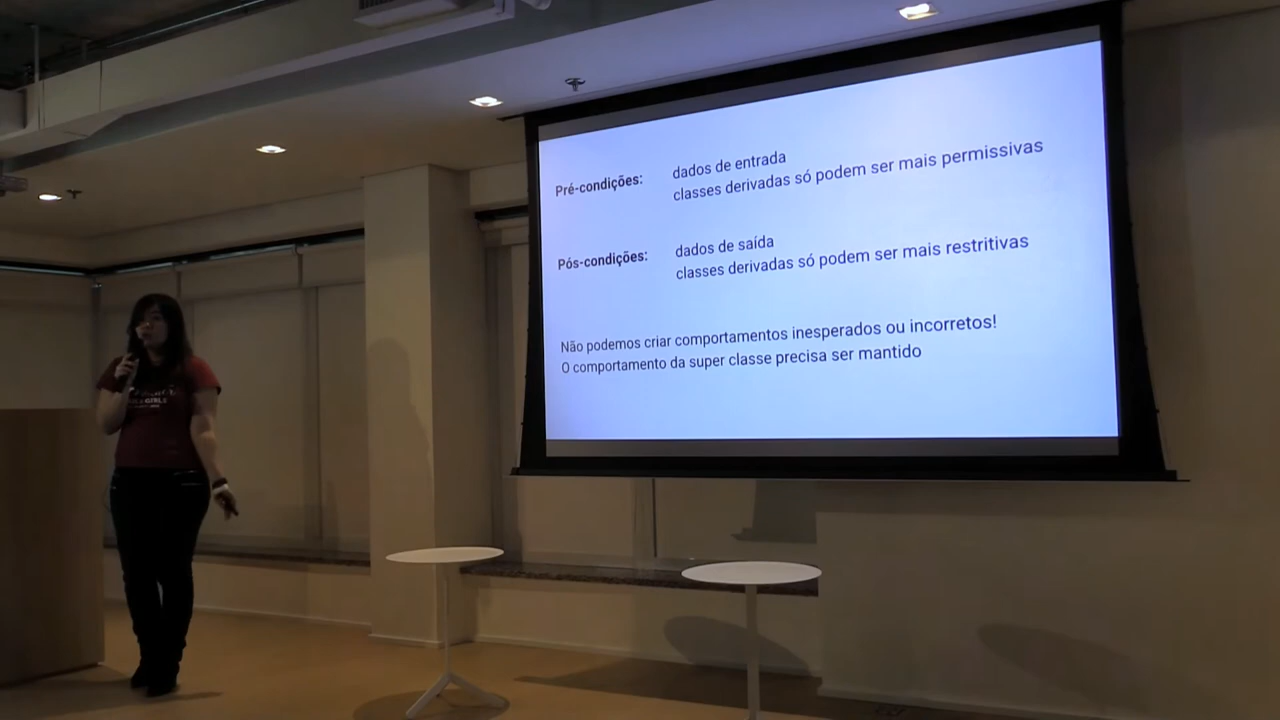 Pré-condições:
dados de entrada
classes derivadas só podem ser mais permissivas
Pós-condições:
dados de saída
classes derivadas só podem ser mais restritivas
Não podemos criar comportamentos inesperados ou incorretos!
O comportamento da super classe precisa ser mantido
GIRLS